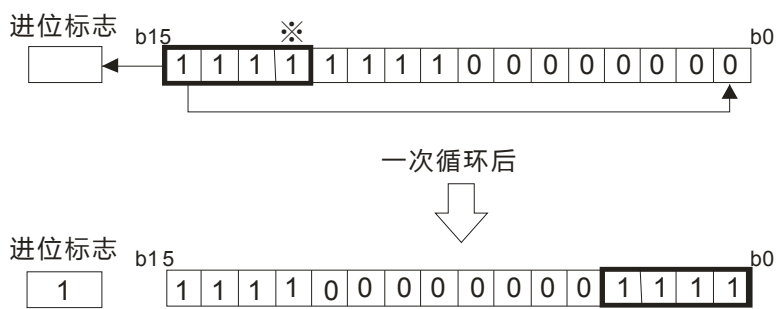 进位标志 b15 ※ b0
1 1 1 1 1 1 1 1 0 0 0 0 0 0 0 0
一次循环后
进位标志 b15 b0
1 1 1 1 1 0 0 0 0 0 0 0 0 1 1 1 1